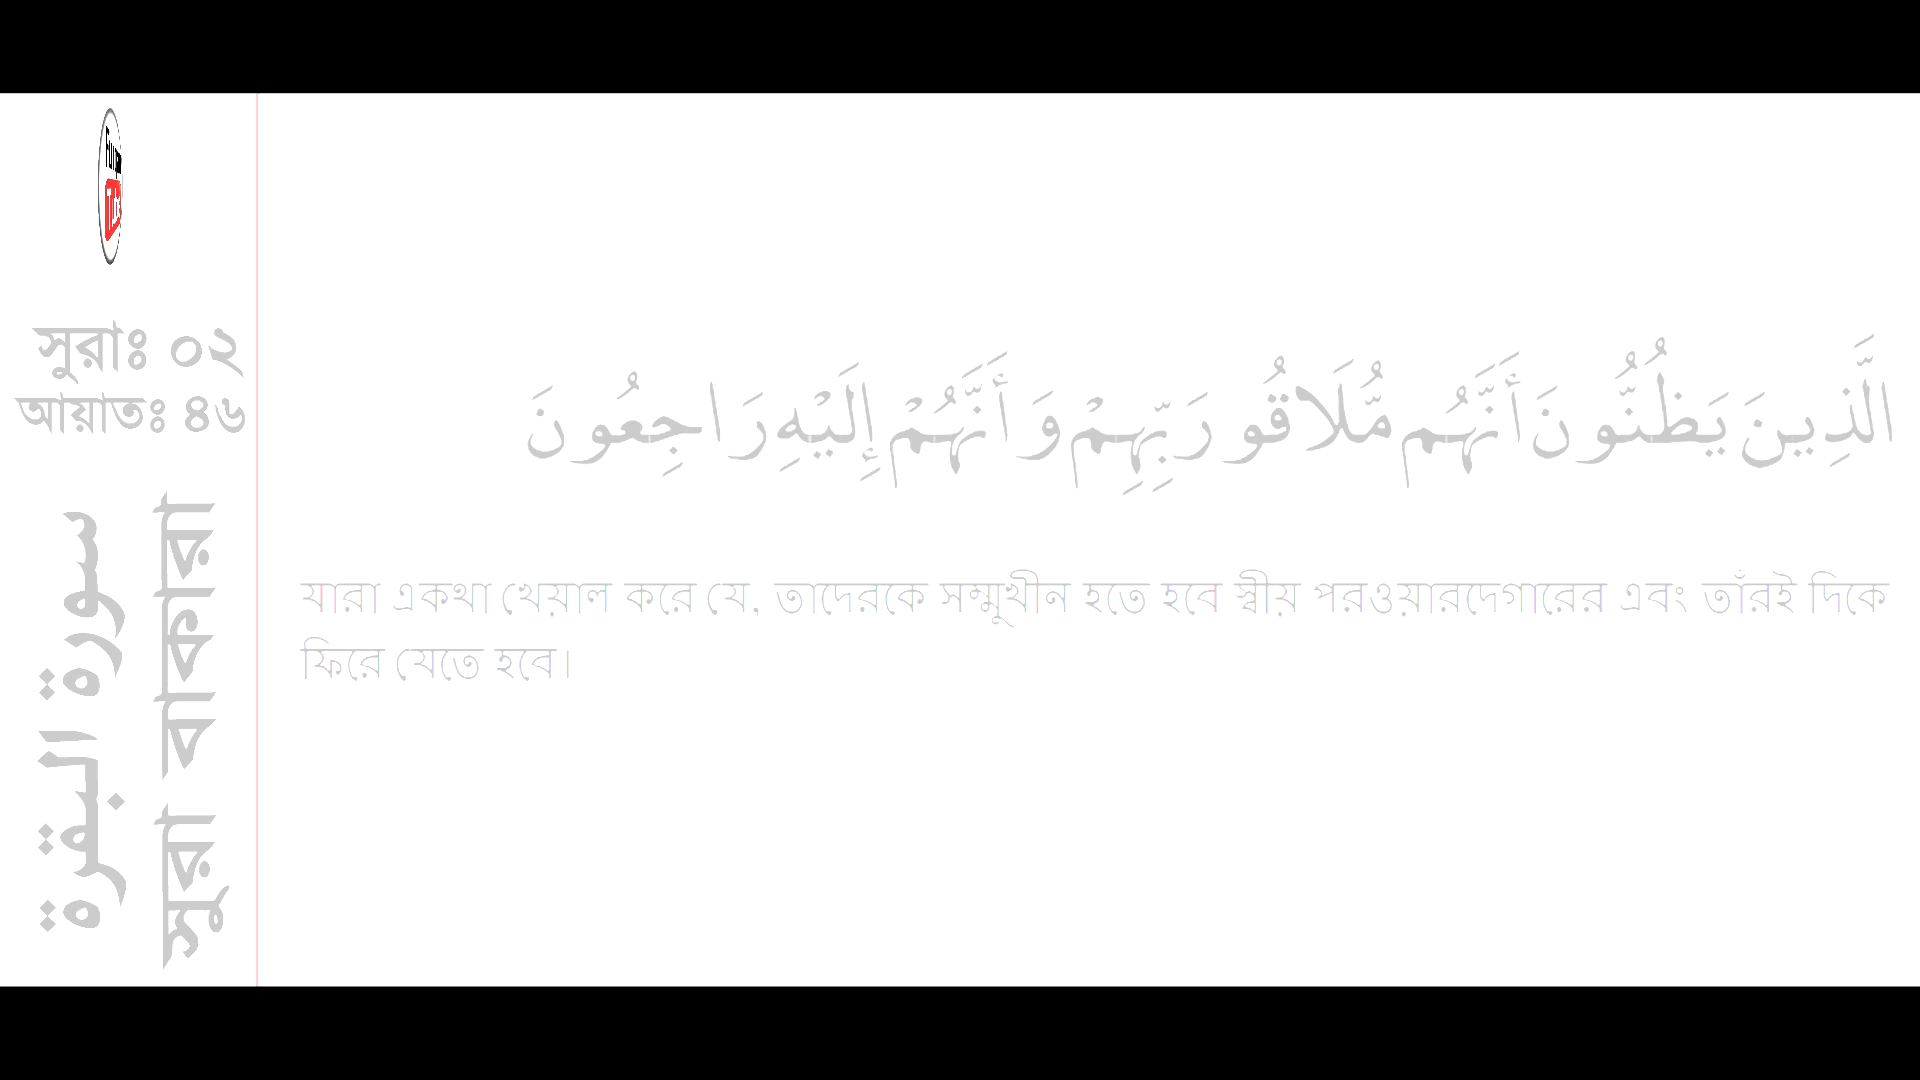 সুরাঃ ০২
আয়াতঃ ৪৬
سورة البقرة
সুরা বাকারা
الَّذِينَ يَظُنُّونَ أَنَّهُم مُّلَاقُو رَبِّهِمْ وَأَنَّهُمْ إِلَيْهِ رَاجِعُونَ
যারা একথা খেয়াল করে যে, তাদেরকে সম্মুখীন হতে হবে স্বীয় পরওয়ারদেগারের এবং তাঁরই দিকে
ফিরে যেতে হবে।